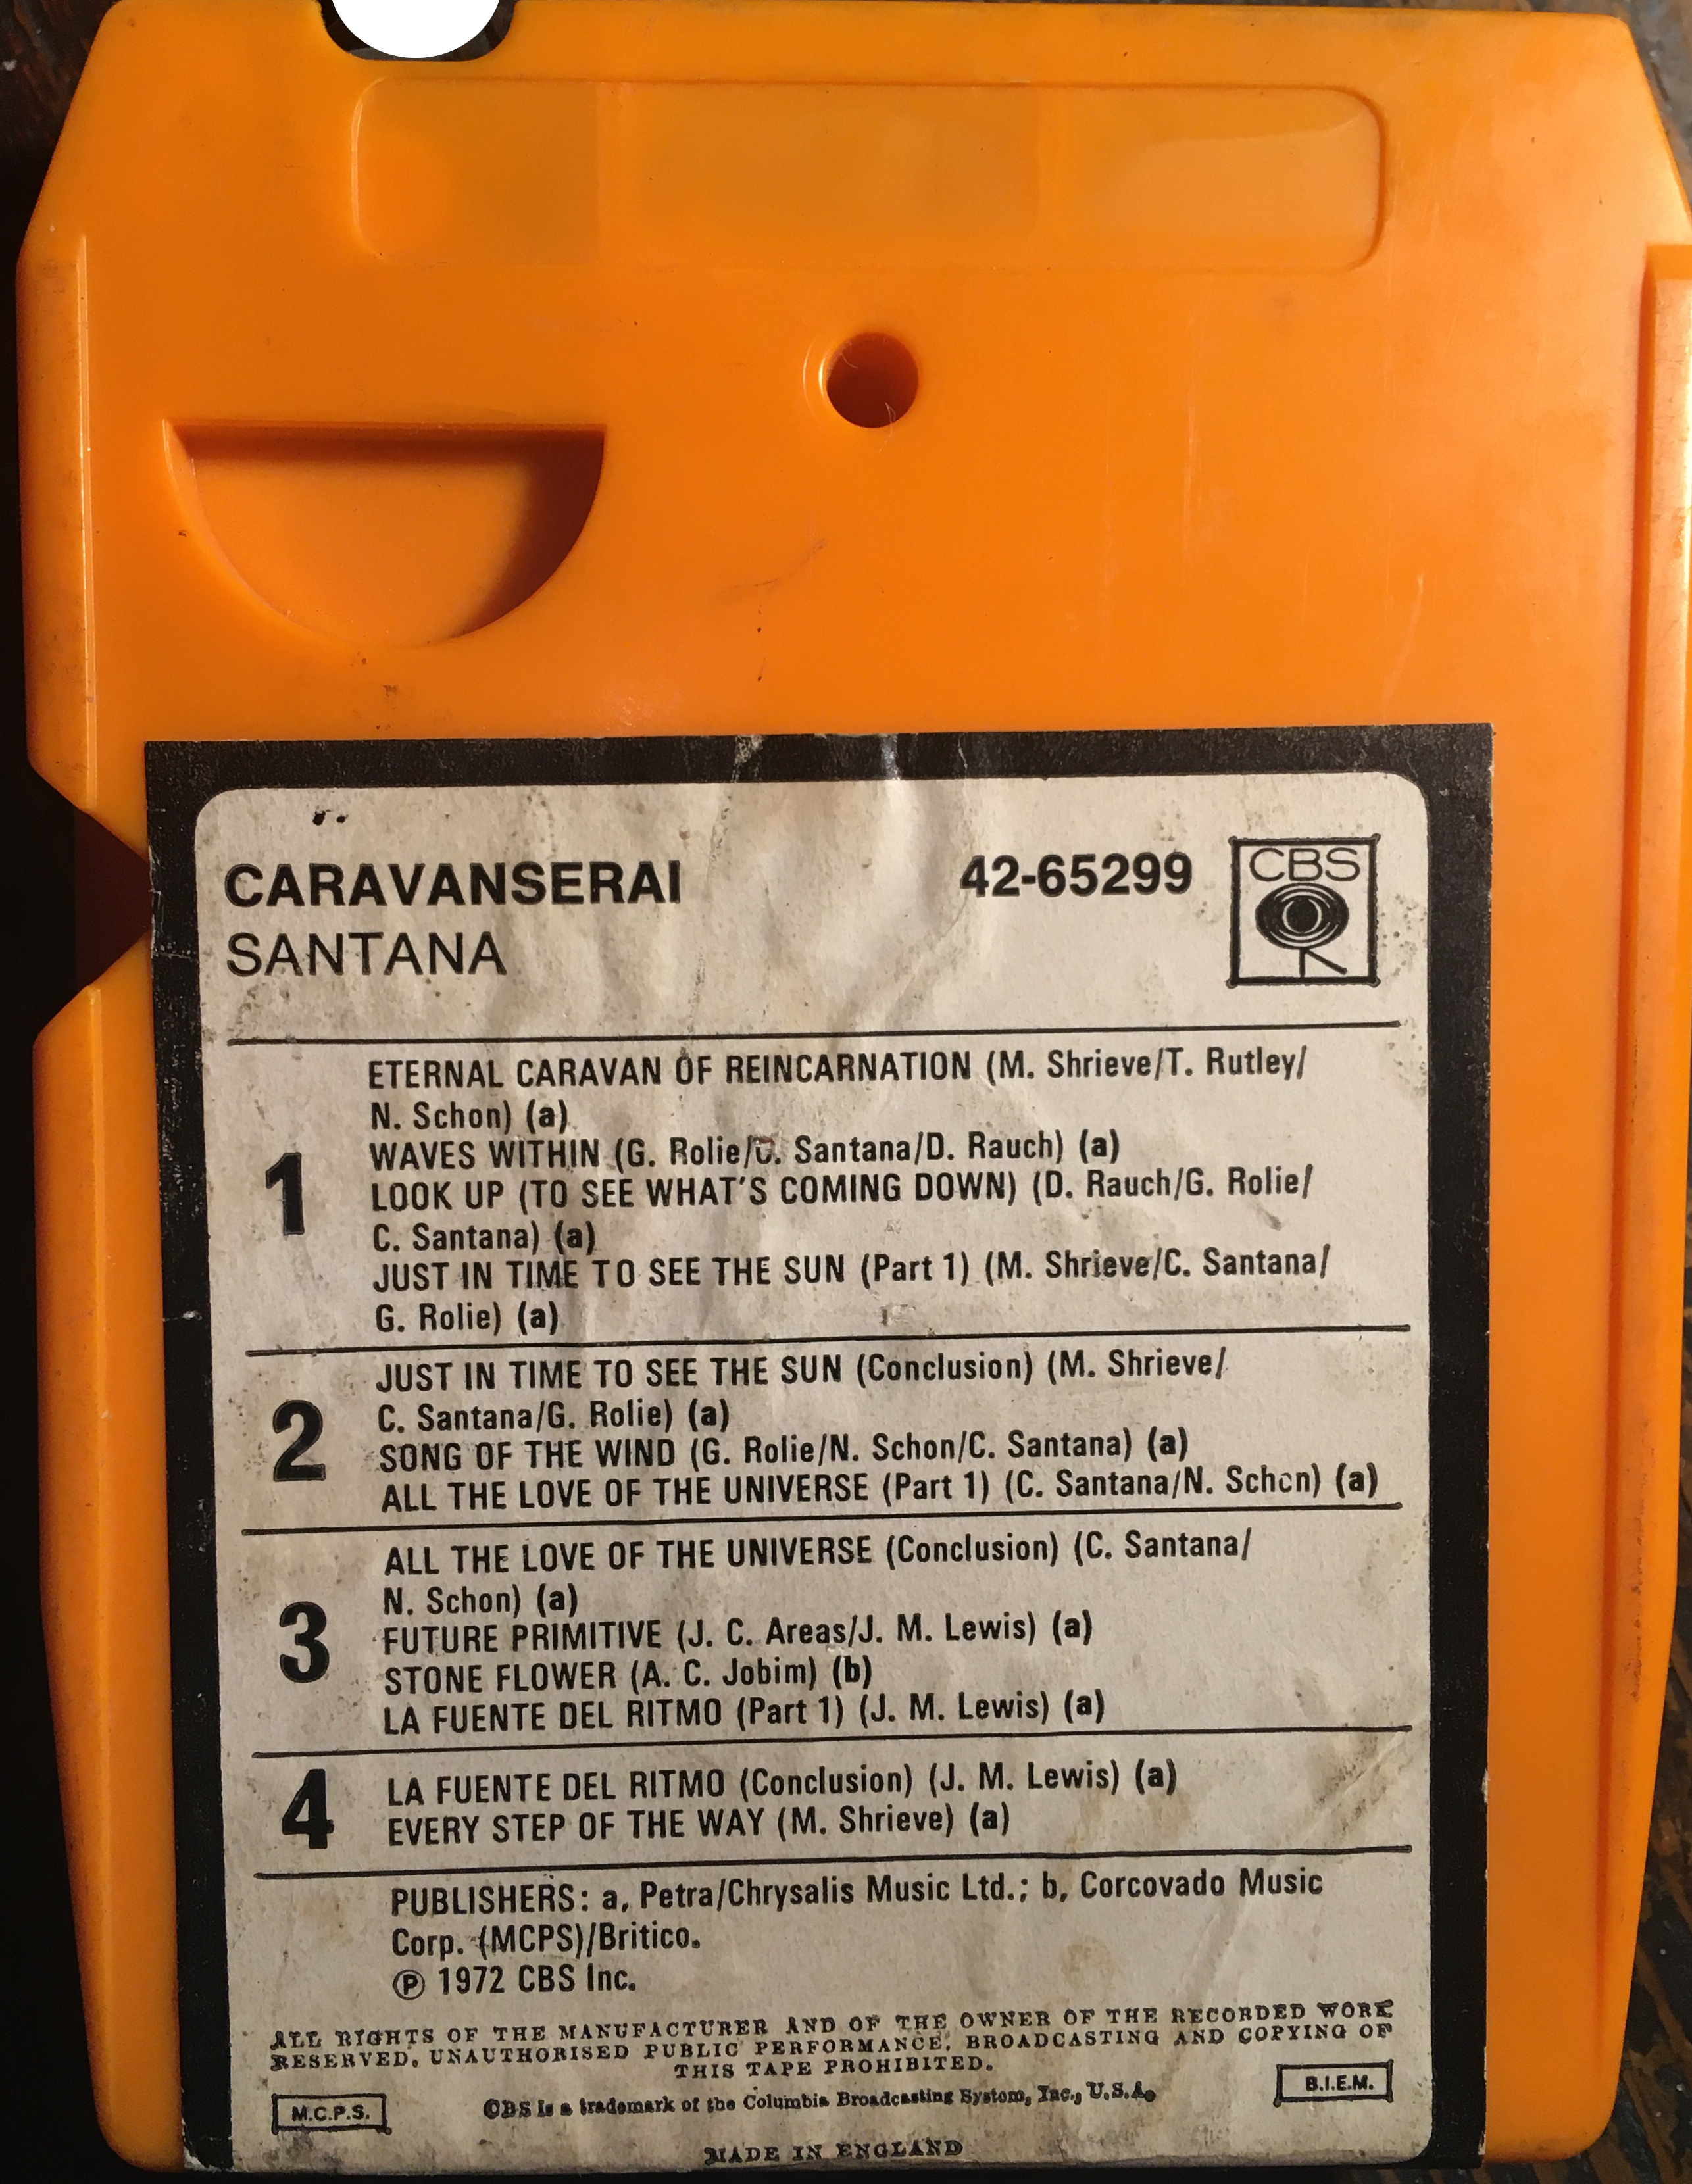 CARAVANSERAI
42-65299
CBS
SANTANA
1
ETERNAL CARAVAN OF REINCARNATION (M. Shrieve/T. Rutley/
N. Schon) (a)
WAVES WITHIN (G. Rolie/C. Santana/D. Rauch) (a)
LOOK UP (TO SEE WHAT'S COMING DOWN) (D. Rauch/G. Rolie/
C. Santana) (a)
JUST IN TIME TO SEE THE SUN (Part 1) (M. Shrieve/C. Santana/
G. Rolie) (a)
2
JUST IN TIME TO SEE THE SUN (Conclusion) (M. Shrieve/
C. Santana/G. Rolie) (a)
SONG OF THE WIND (G. Rolie/N. Schon/C. Santana) (a)
ALL THE LOVE OF THE UNIVERSE (Part 1) (C. Santana/N. Schon) (a)
3
ALL THE LOVE OF THE UNIVERSE (Conclusion) (C. Santana/
N. Schon) (a)
FUTURE PRIMITIVE (J. C. Areas/J. M. Lewis) (a)
STONE FLOWER (A. C. Jobim) (b)
LA FUENTE DEL RITMO (Part 1) (J. M. Lewis) (a)
4
LA FUENTE DEL RITMO (Conclusion) (J. M. Lewis) (a)
EVERY STEP OF THE WAY (M. Shrieve) (a)
PUBLISHERS: a, Petra/Chrysalis Music Ltd.; b, Corcovado Music
Corp. (MCPS)/Britico.
Ⓟ 1972 CBS Inc.
ALL RIGHTS OF THE MANUFACTURER AND OF THE OWNER OF THE RECORDED WORK
RESERVED. UNAUTHORISED PUBLIC PERFORMANCE, BROADCASTING AND COPYING OF
THIS TAPE PROHIBITED.
M.C.P.S.
CBS is a trademark of the Columbia Broadcasting System, Inc., U.S.A.
B.I.E.M.
MADE IN ENGLAND